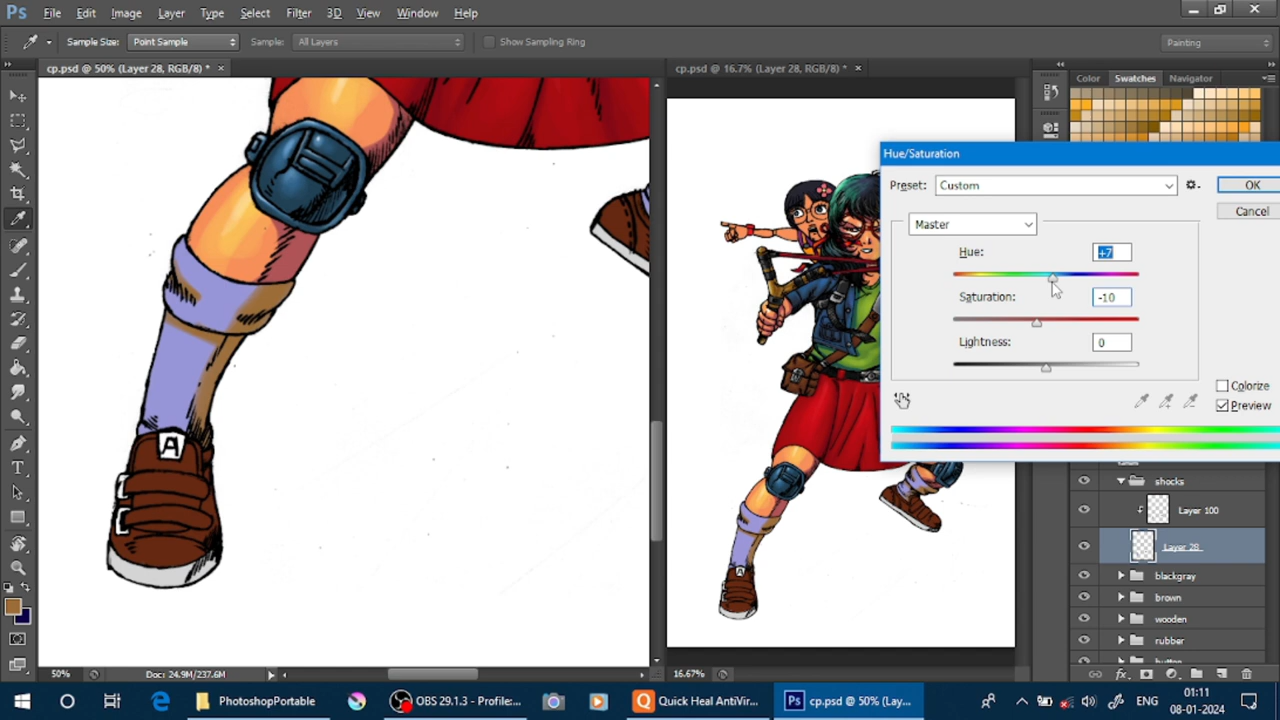 Ps File Edit Image Layer Type Select Filter 3D View Window Help
Sample Size: Point Sample Sample: All Layers Show Sampling Ring Painting
cp.psd @ 50% (Layer 28, RGB/8) * × cp.psd @ 16.7% (Layer 28, RGB/8) * × Color Swatches Navigator
Hue/Saturation
Preset: Custom OK
Cancel
Master
Hue: +7
Saturation: -10
Lightness: 0
Colorize
Preview
A
A
shocks
Layer 100
Layer 28
blackgray
brown
wooden
rubber
50% Doc: 24.9M/237.6M 16.67%
PhotoshopPortable OBS 29.1.3 - Profile:... Quick Heal AntiVir... Ps cp.psd @ 50% (Lay... ENG 01:11
08-01-2024